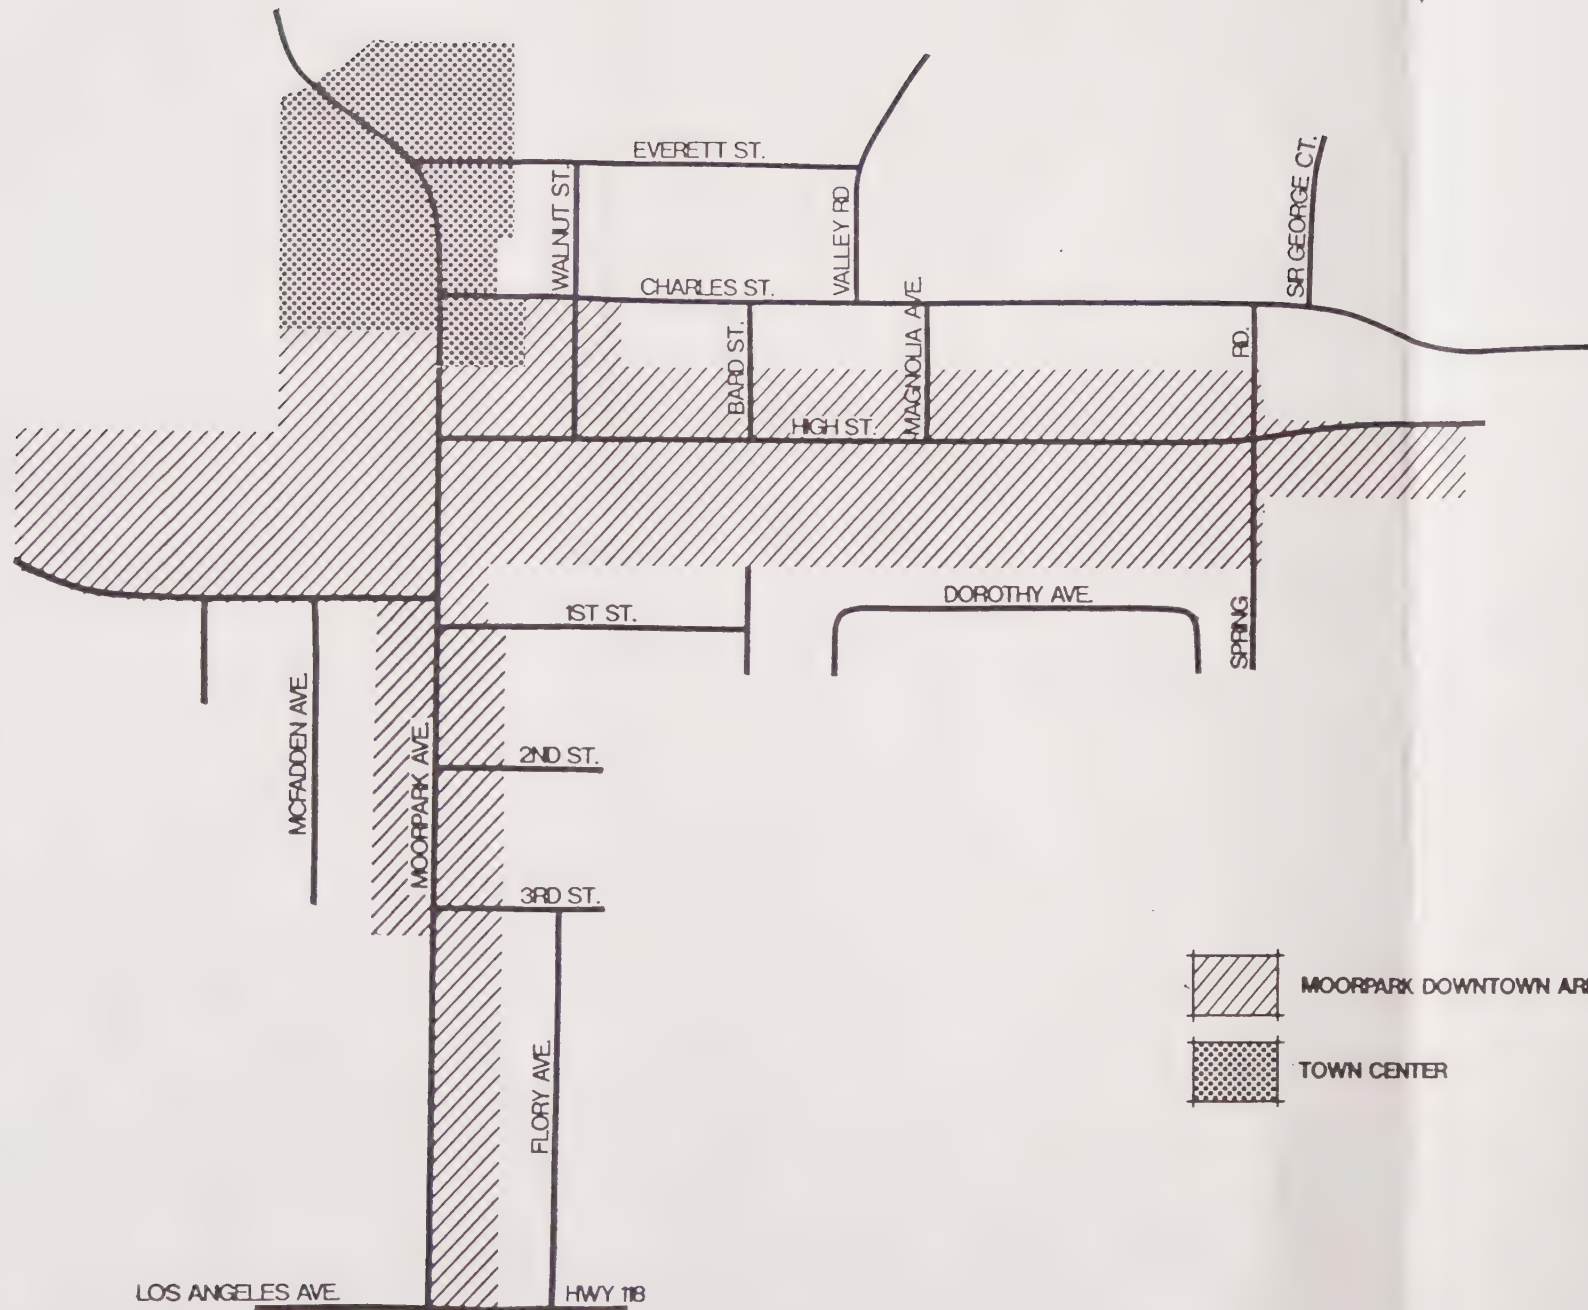 EVERETT ST.
WALNUT ST.
VALLEY RD
SIR GEORGE CT.
CHARLES ST.
BARD ST.
MAGNOLIA AVE.
RD.
HIGH ST.
1ST ST.
DOROTHY AVE.
SPRING
MCFADDEN AVE.
MOORPARK AVE.
2ND ST.
3RD ST.
FLORY AVE.
MOORPARK DOWNTOWN ARE
TOWN CENTER
LOS ANGELES AVE.
HWY 118